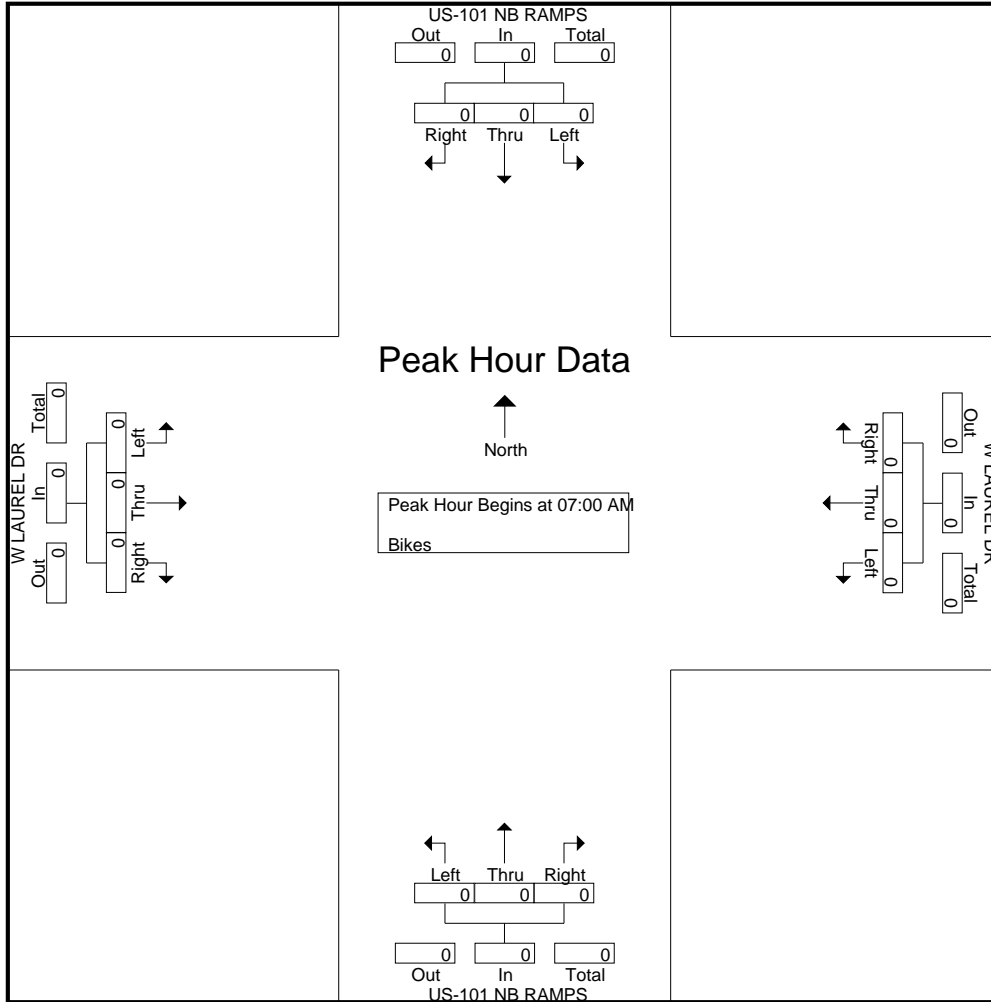 US-101 NB RAMPS
Out In Total
0 0 0
0 0 0
Right Thru Left
Peak Hour Data
North
Peak Hour Begins at 07:00 AM
Bikes
W LAUREL DR
Total In Out
0 0 0
0 0 0
Left Thru Right
Right Thru Left
0 0 0
0 0 0
Out In Total
W LAUREL DR
Left Thru Right
0 0 0
0 0 0
Out In Total
US-101 NB RAMPS